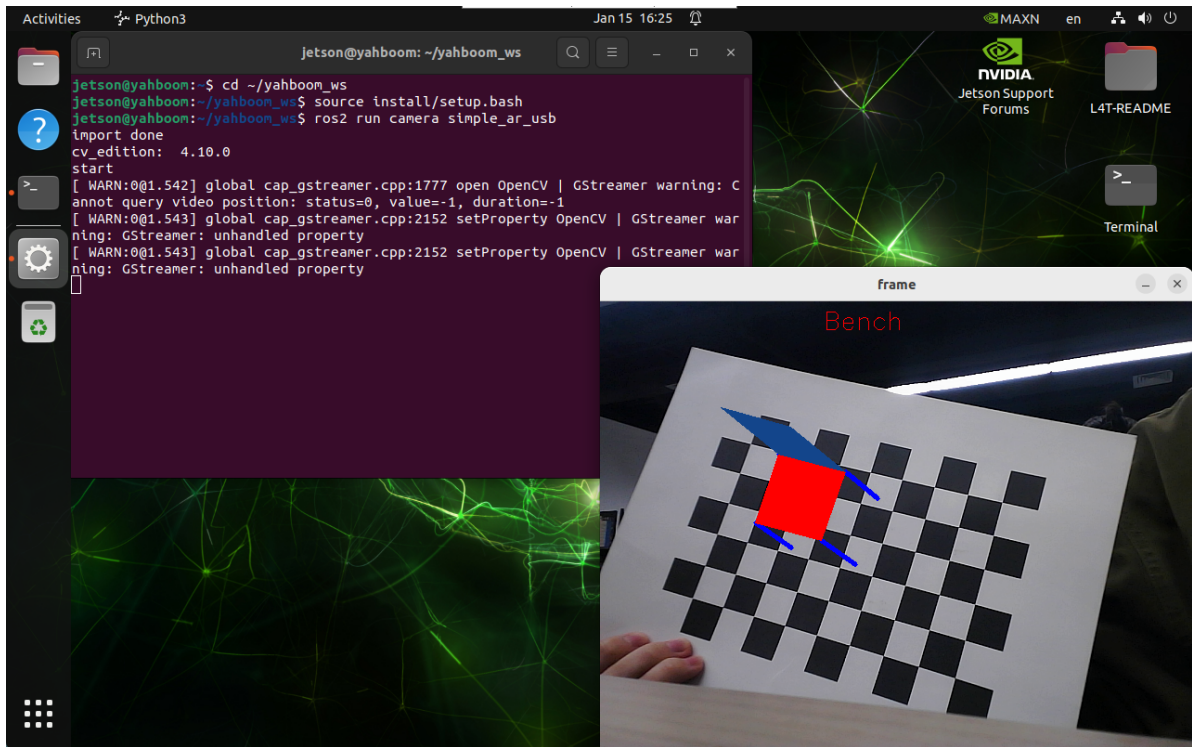 Activities
Python3
Jan 15 16:25
MAXN
en
jetson@yahboom: ~/yahboom_ws
jetson@yahboom:~$ cd ~/yahboom_ws
jetson@yahboom:~/yahboom_ws$ source install/setup.bash
jetson@yahboom:~/yahboom_ws$ ros2 run camera simple_ar_usb
import done
cv_edition:  4.10.0
start
[ WARN:0@1.542] global cap_gstreamer.cpp:1777 open OpenCV | GStreamer warning: C
annot query video position: status=0, value=-1, duration=-1
[ WARN:0@1.543] global cap_gstreamer.cpp:2152 setProperty OpenCV | GStreamer war
ning: GStreamer: unhandled property
[ WARN:0@1.543] global cap_gstreamer.cpp:2152 setProperty OpenCV | GStreamer war
ning: GStreamer: unhandled property
NVIDIA.
Jetson Support
Forums
L4T-README
>_
Terminal
>_
?
frame
Bench